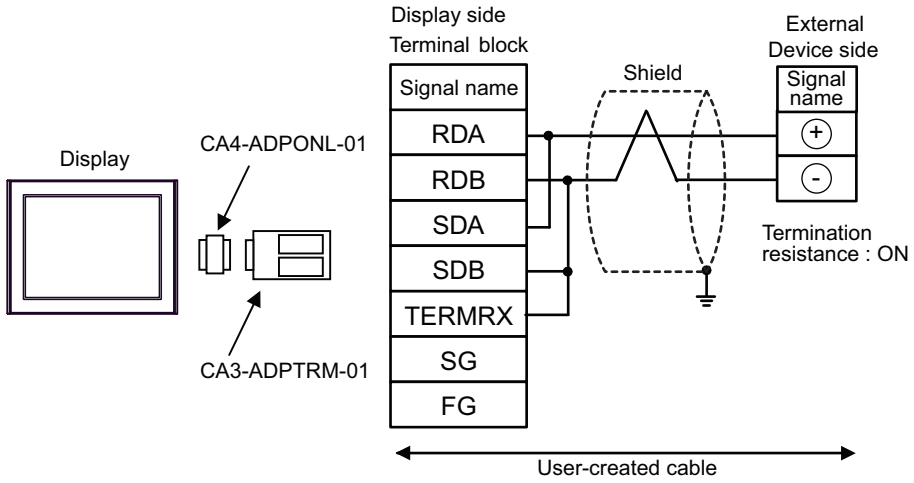 Display side
Terminal block
External
Device side
Signal name
Shield
Signal
name
RDA
+
CA4-ADPONL-01
Display
RDB
-
SDA
Termination
resistance : ON
SDB
TERMRX
CA3-ADPTRM-01
SG
FG
User-created cable